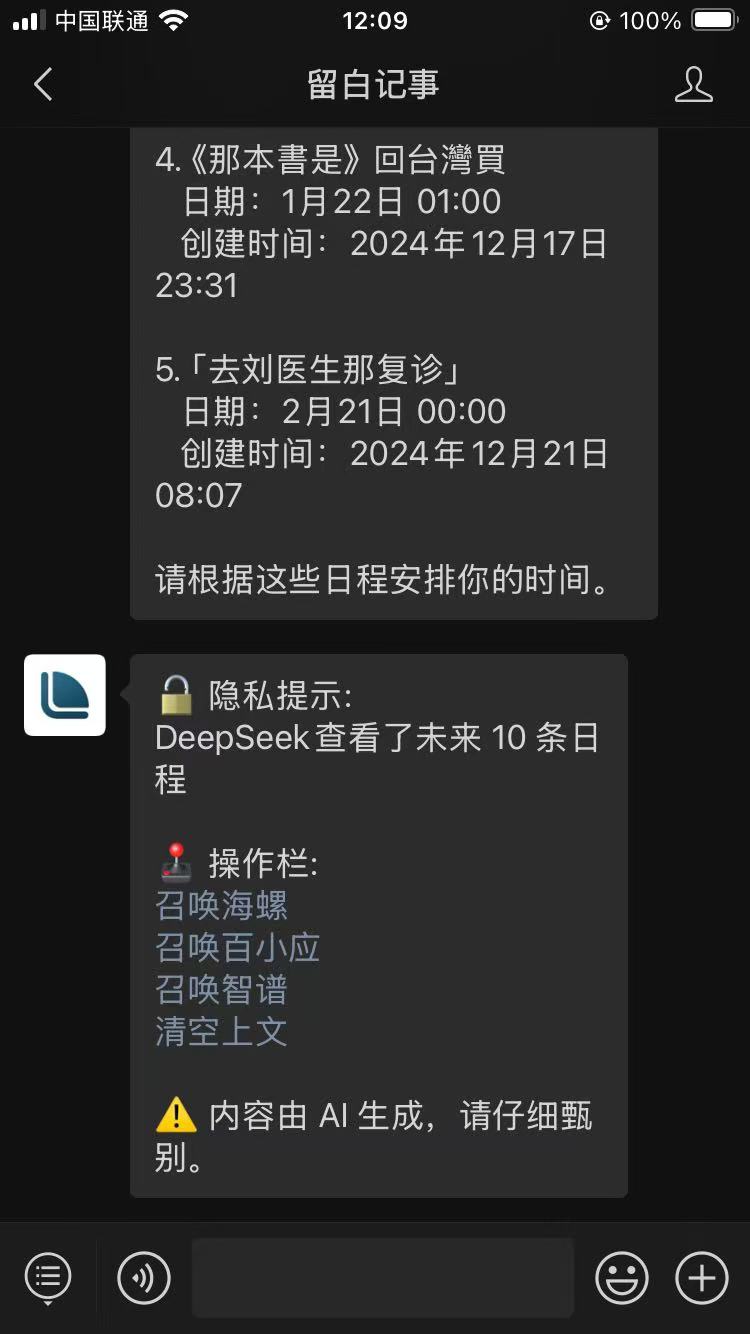 中国联通 12:09 100%
留白记事
4.《那本書是》回台灣買
日期：1月22日 01:00
创建时间：2024年12月17日
23:31
5.「去刘医生那复诊」
日期：2月21日 00:00
创建时间：2024年12月21日
08:07
请根据这些日程安排你的时间。
🔒 隐私提示:
DeepSeek查看了未来 10 条日
程
🕹️ 操作栏:
召唤海螺
召唤百小应
召唤智谱
清空上文
⚠️ 内容由 AI 生成，请仔细甄
别。